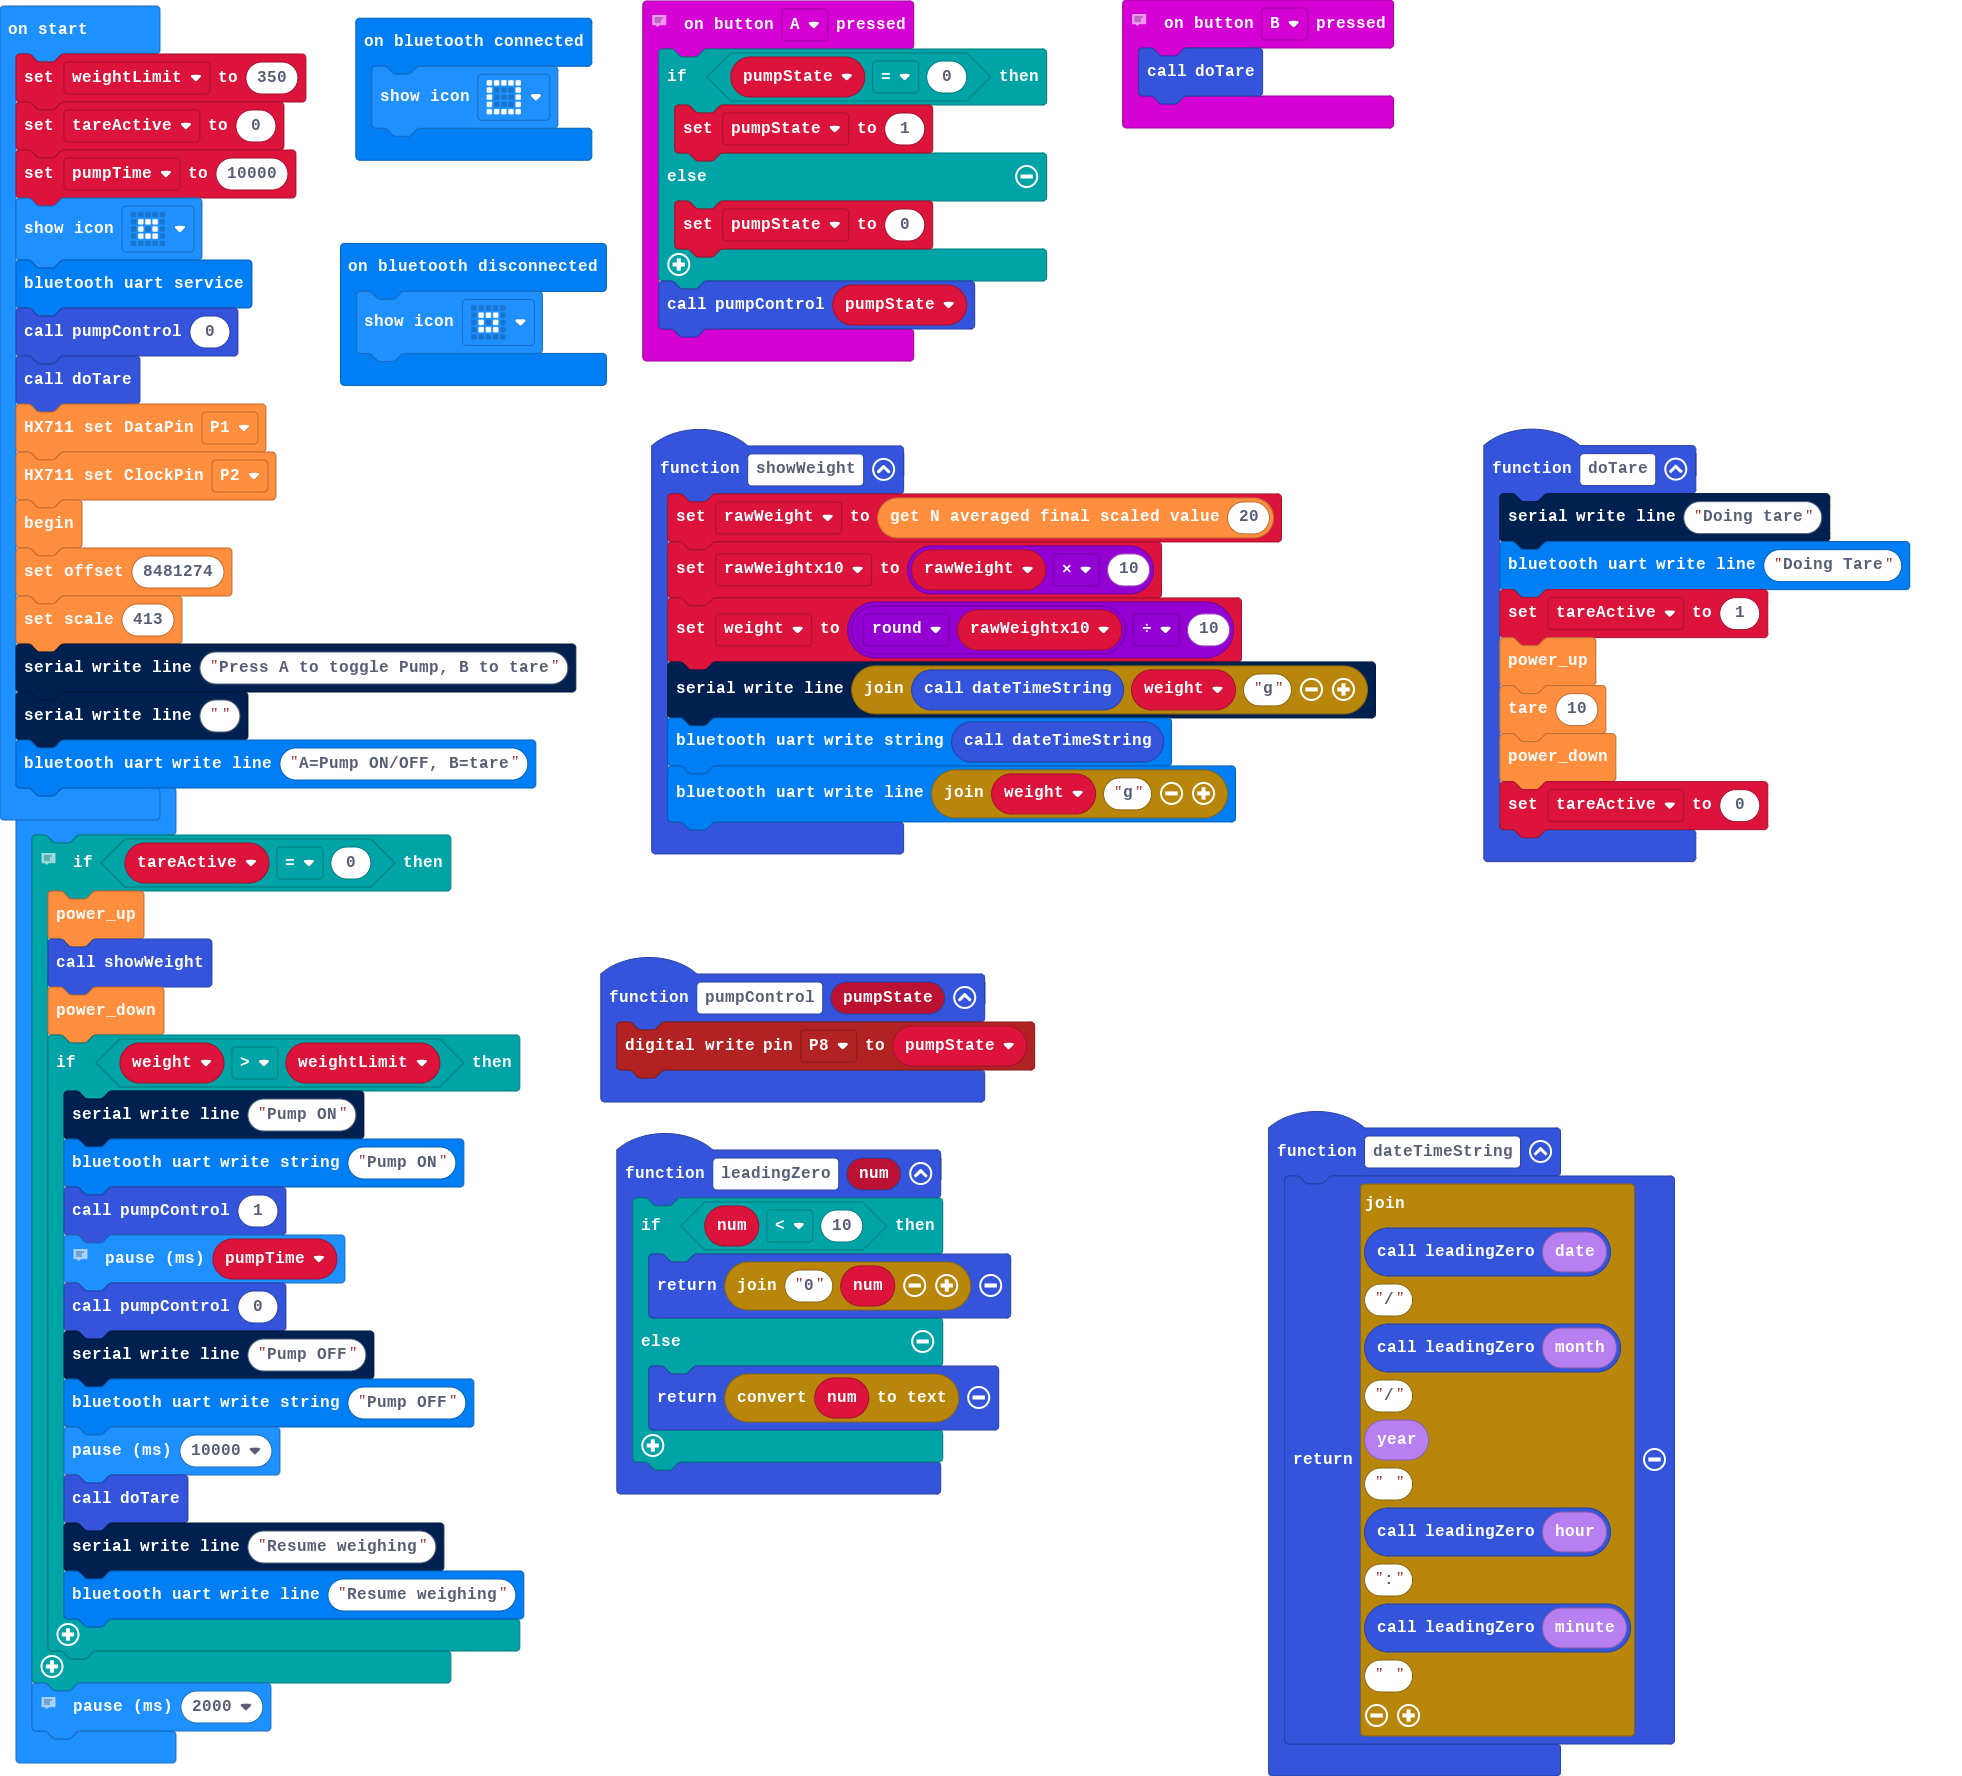 on start
set weightLimit to 350
set tareActive to 0
set pumpTime to 10000
show icon
bluetooth uart service
call pumpControl 0
call doTare
HX711 set DataPin P1
HX711 set ClockPin P2
begin
set offset 8481274
set scale 413
serial write line "Press A to toggle Pump, B to tare"
serial write line ""
bluetooth uart write line "A=Pump ON/OFF, B=tare"
if tareActive = 0 then
power_up
call showWeight
power_down
if weight > weightLimit then
serial write line "Pump ON"
bluetooth uart write string "Pump ON"
call pumpControl 1
pause (ms) pumpTime
call pumpControl 0
serial write line "Pump OFF"
bluetooth uart write string "Pump OFF"
pause (ms) 10000
call doTare
serial write line "Resume weighing"
bluetooth uart write line "Resume weighing"
pause (ms) 2000
on bluetooth connected
show icon
on bluetooth disconnected
show icon
on button A pressed
if pumpState = 0 then
set pumpState to 1
else
set pumpState to 0
call pumpControl pumpState
on button B pressed
call doTare
function showWeight
set rawWeight to get N averaged final scaled value 20
set rawWeightx10 to rawWeight × 10
set weight to round rawWeightx10 ÷ 10
serial write line join call dateTimeString weight "g"
bluetooth uart write string call dateTimeString
bluetooth uart write line join weight "g"
function doTare
serial write line "Doing tare"
bluetooth uart write line "Doing Tare"
set tareActive to 1
power_up
tare 10
power_down
set tareActive to 0
function pumpControl pumpState
digital write pin P8 to pumpState
function leadingZero num
if num < 10 then
return join "0" num
else
return convert num to text
function dateTimeString
return join
call leadingZero date
"/"
call leadingZero month
"/"
year
" "
call leadingZero hour
":"
call leadingZero minute
" "